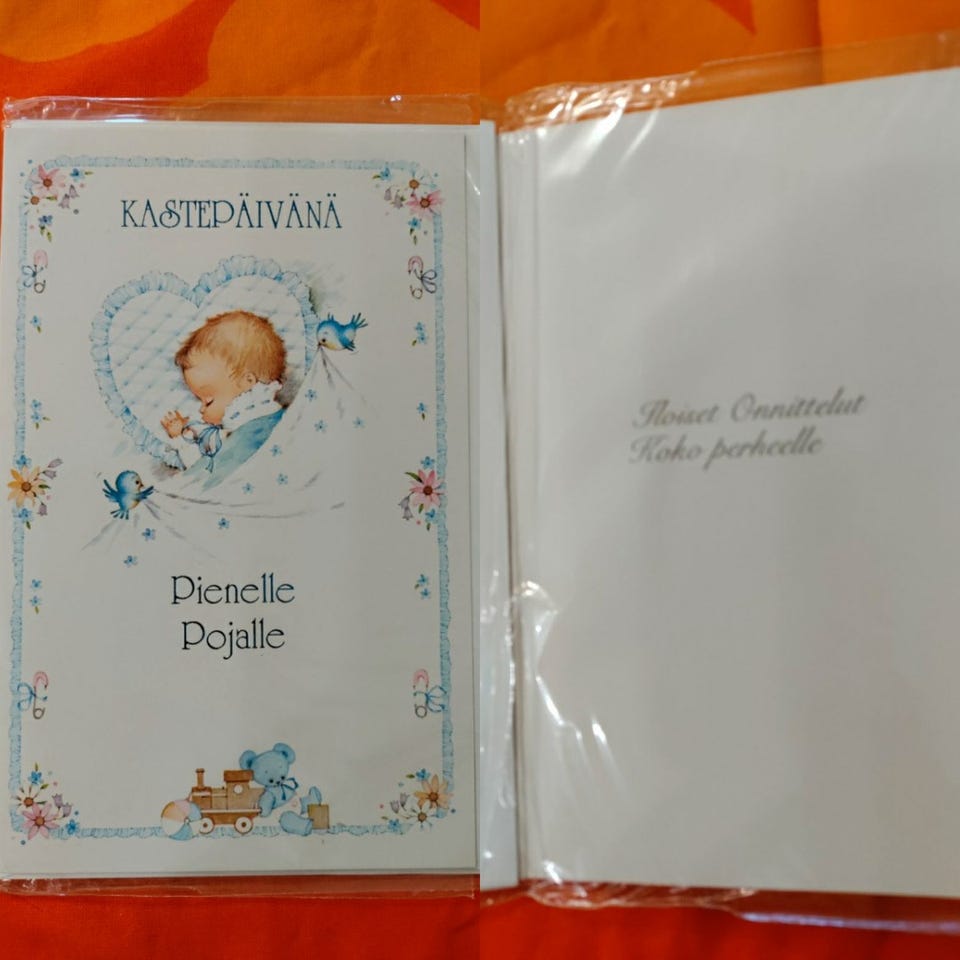 KASTEPÄIVÄNÄ
Pienelle
Pojalle
Iloiset Onnittelut
Koko perheelle